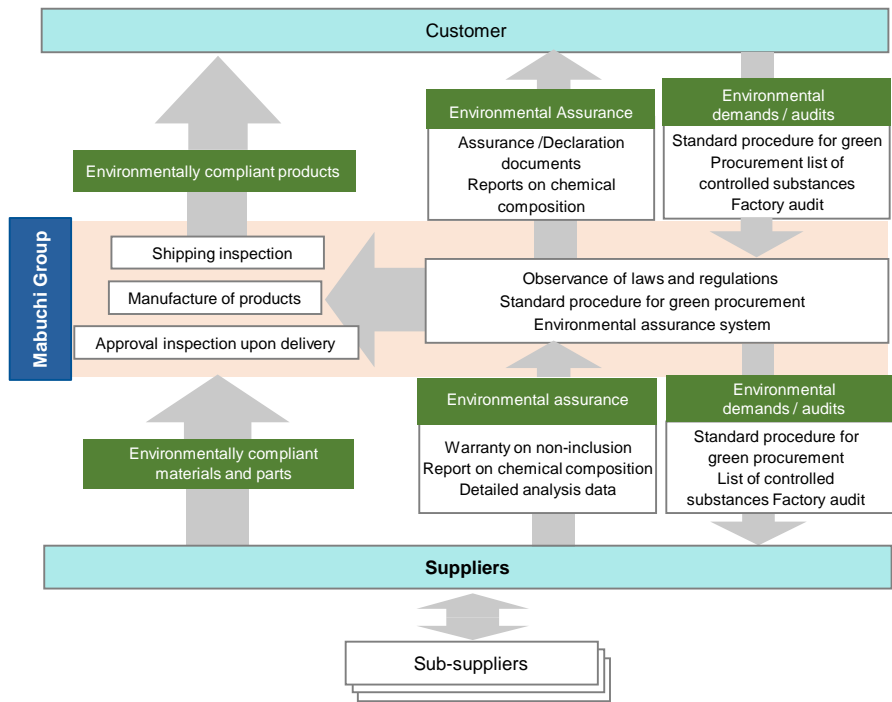 Customer
Environmentally compliant products
Environmental Assurance
Assurance /Declaration
documents
Reports on chemical
composition
Environmental
demands / audits
Standard procedure for green
Procurement list of
controlled substances
Factory audit
Mabuchi Group
Shipping inspection
Manufacture of products
Approval inspection upon delivery
Observance of laws and regulations
Standard procedure for green procurement
Environmental assurance system
Environmentally compliant
materials and parts
Environmental assurance
Warranty on non-inclusion
Report on chemical composition
Detailed analysis data
Environmental
demands / audits
Standard procedure for
green procurement
List of controlled
substances Factory audit
Suppliers
Sub-suppliers